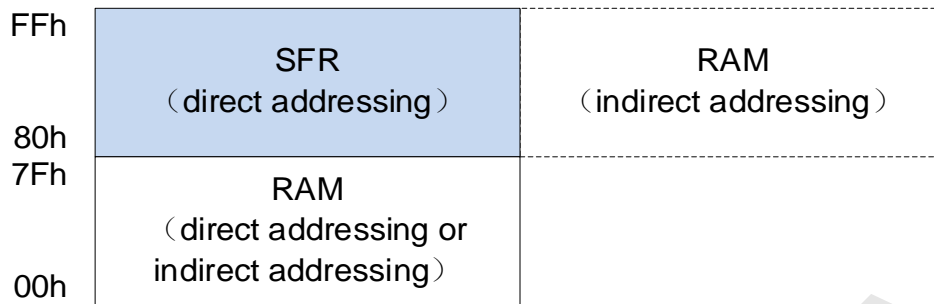 FFh
SFR
（direct addressing）
RAM
（indirect addressing）
80h
7Fh
RAM
（direct addressing or
indirect addressing）
00h